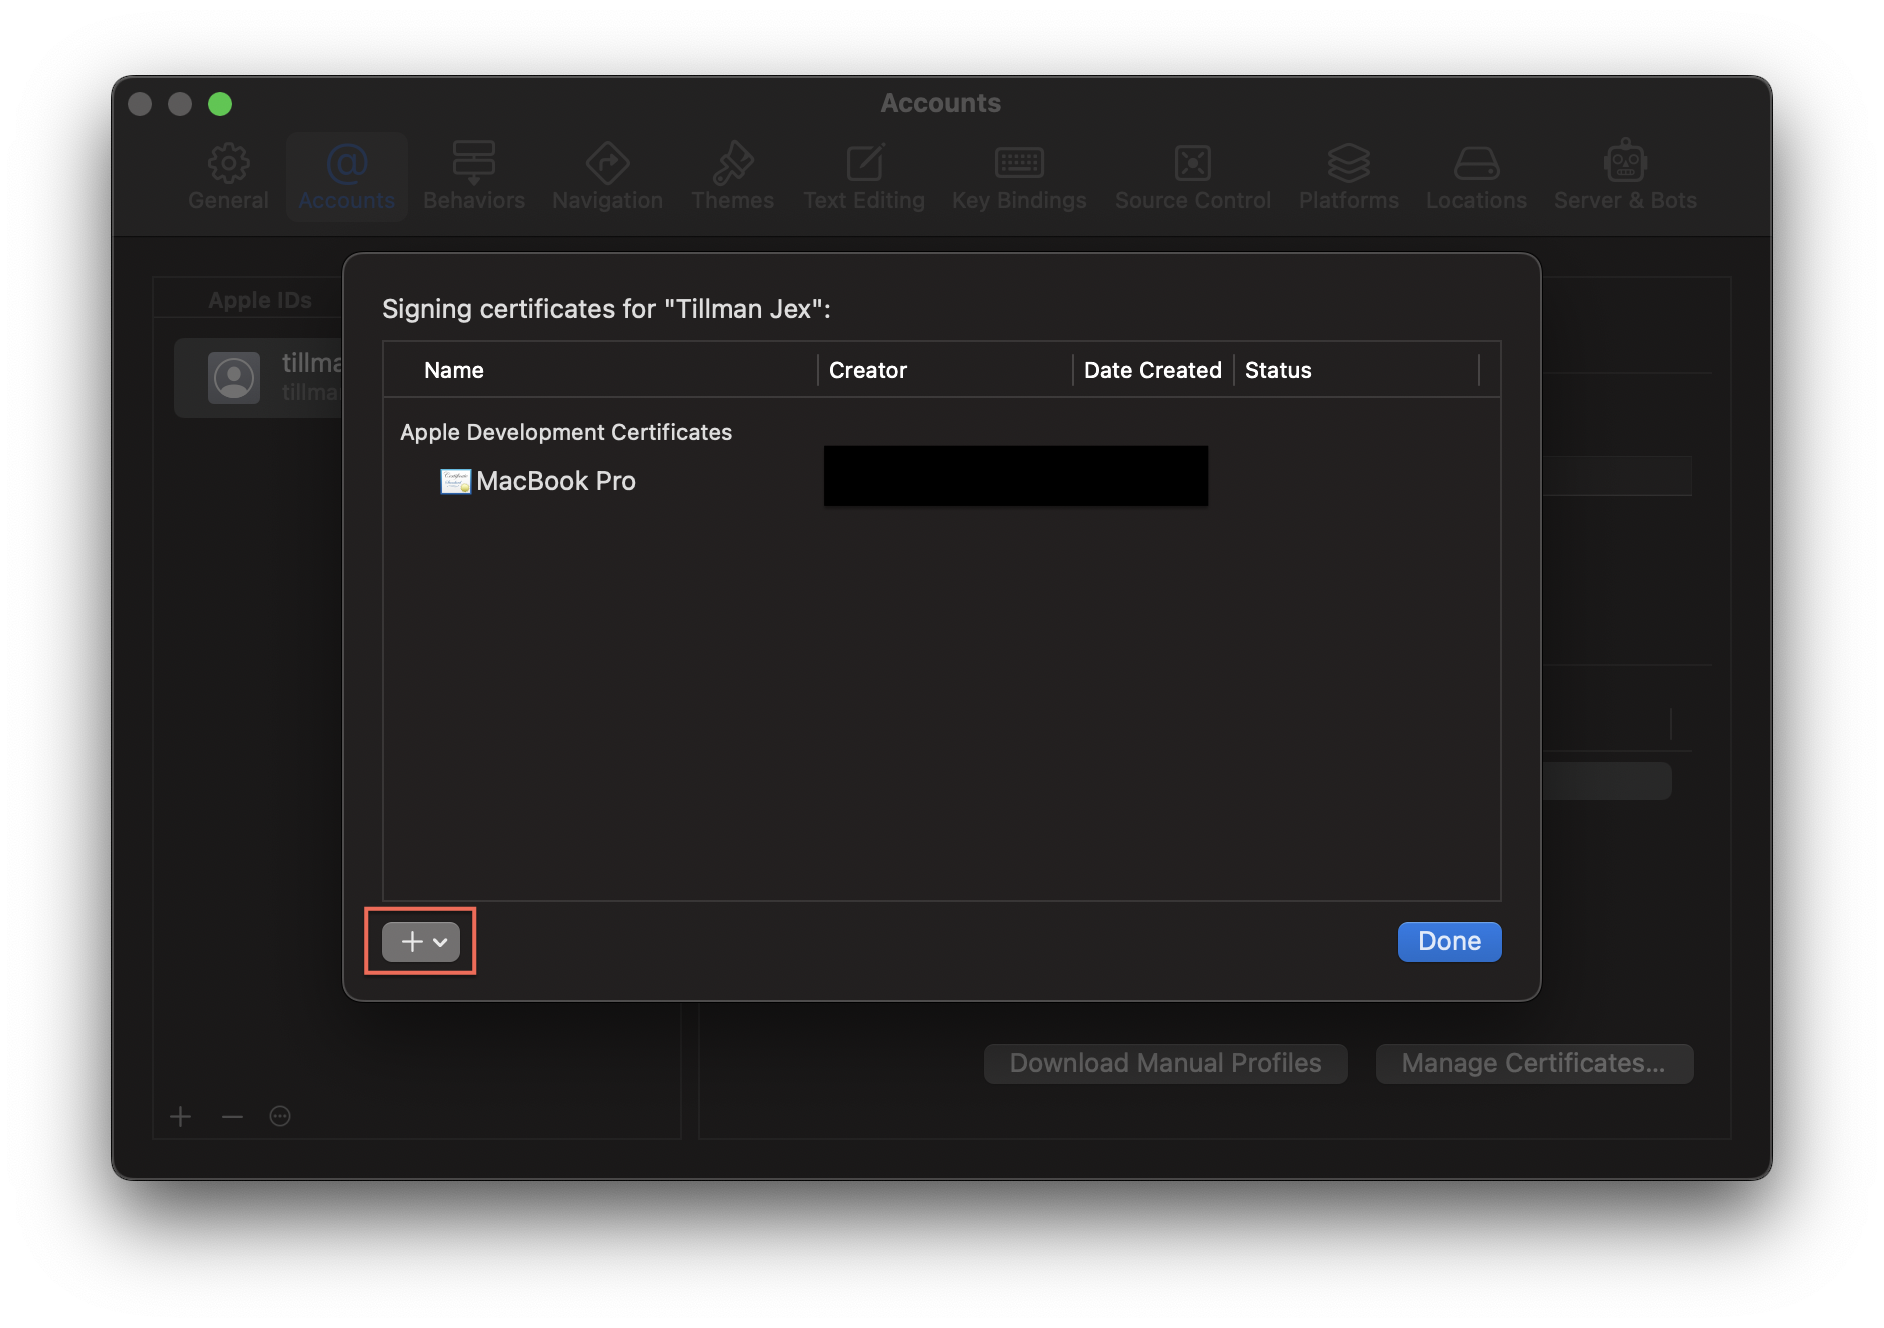 Accounts
General
Accounts
Behaviors
Navigation
Themes
Text Editing
Key Bindings
Source Control
Platforms
Locations
Server & Bots
Apple IDs
Signing certificates for "Tillman Jex":
Name
Creator
Date Created
Status
Apple Development Certificates
MacBook Pro
Done
Download Manual Profiles
Manage Certificates...